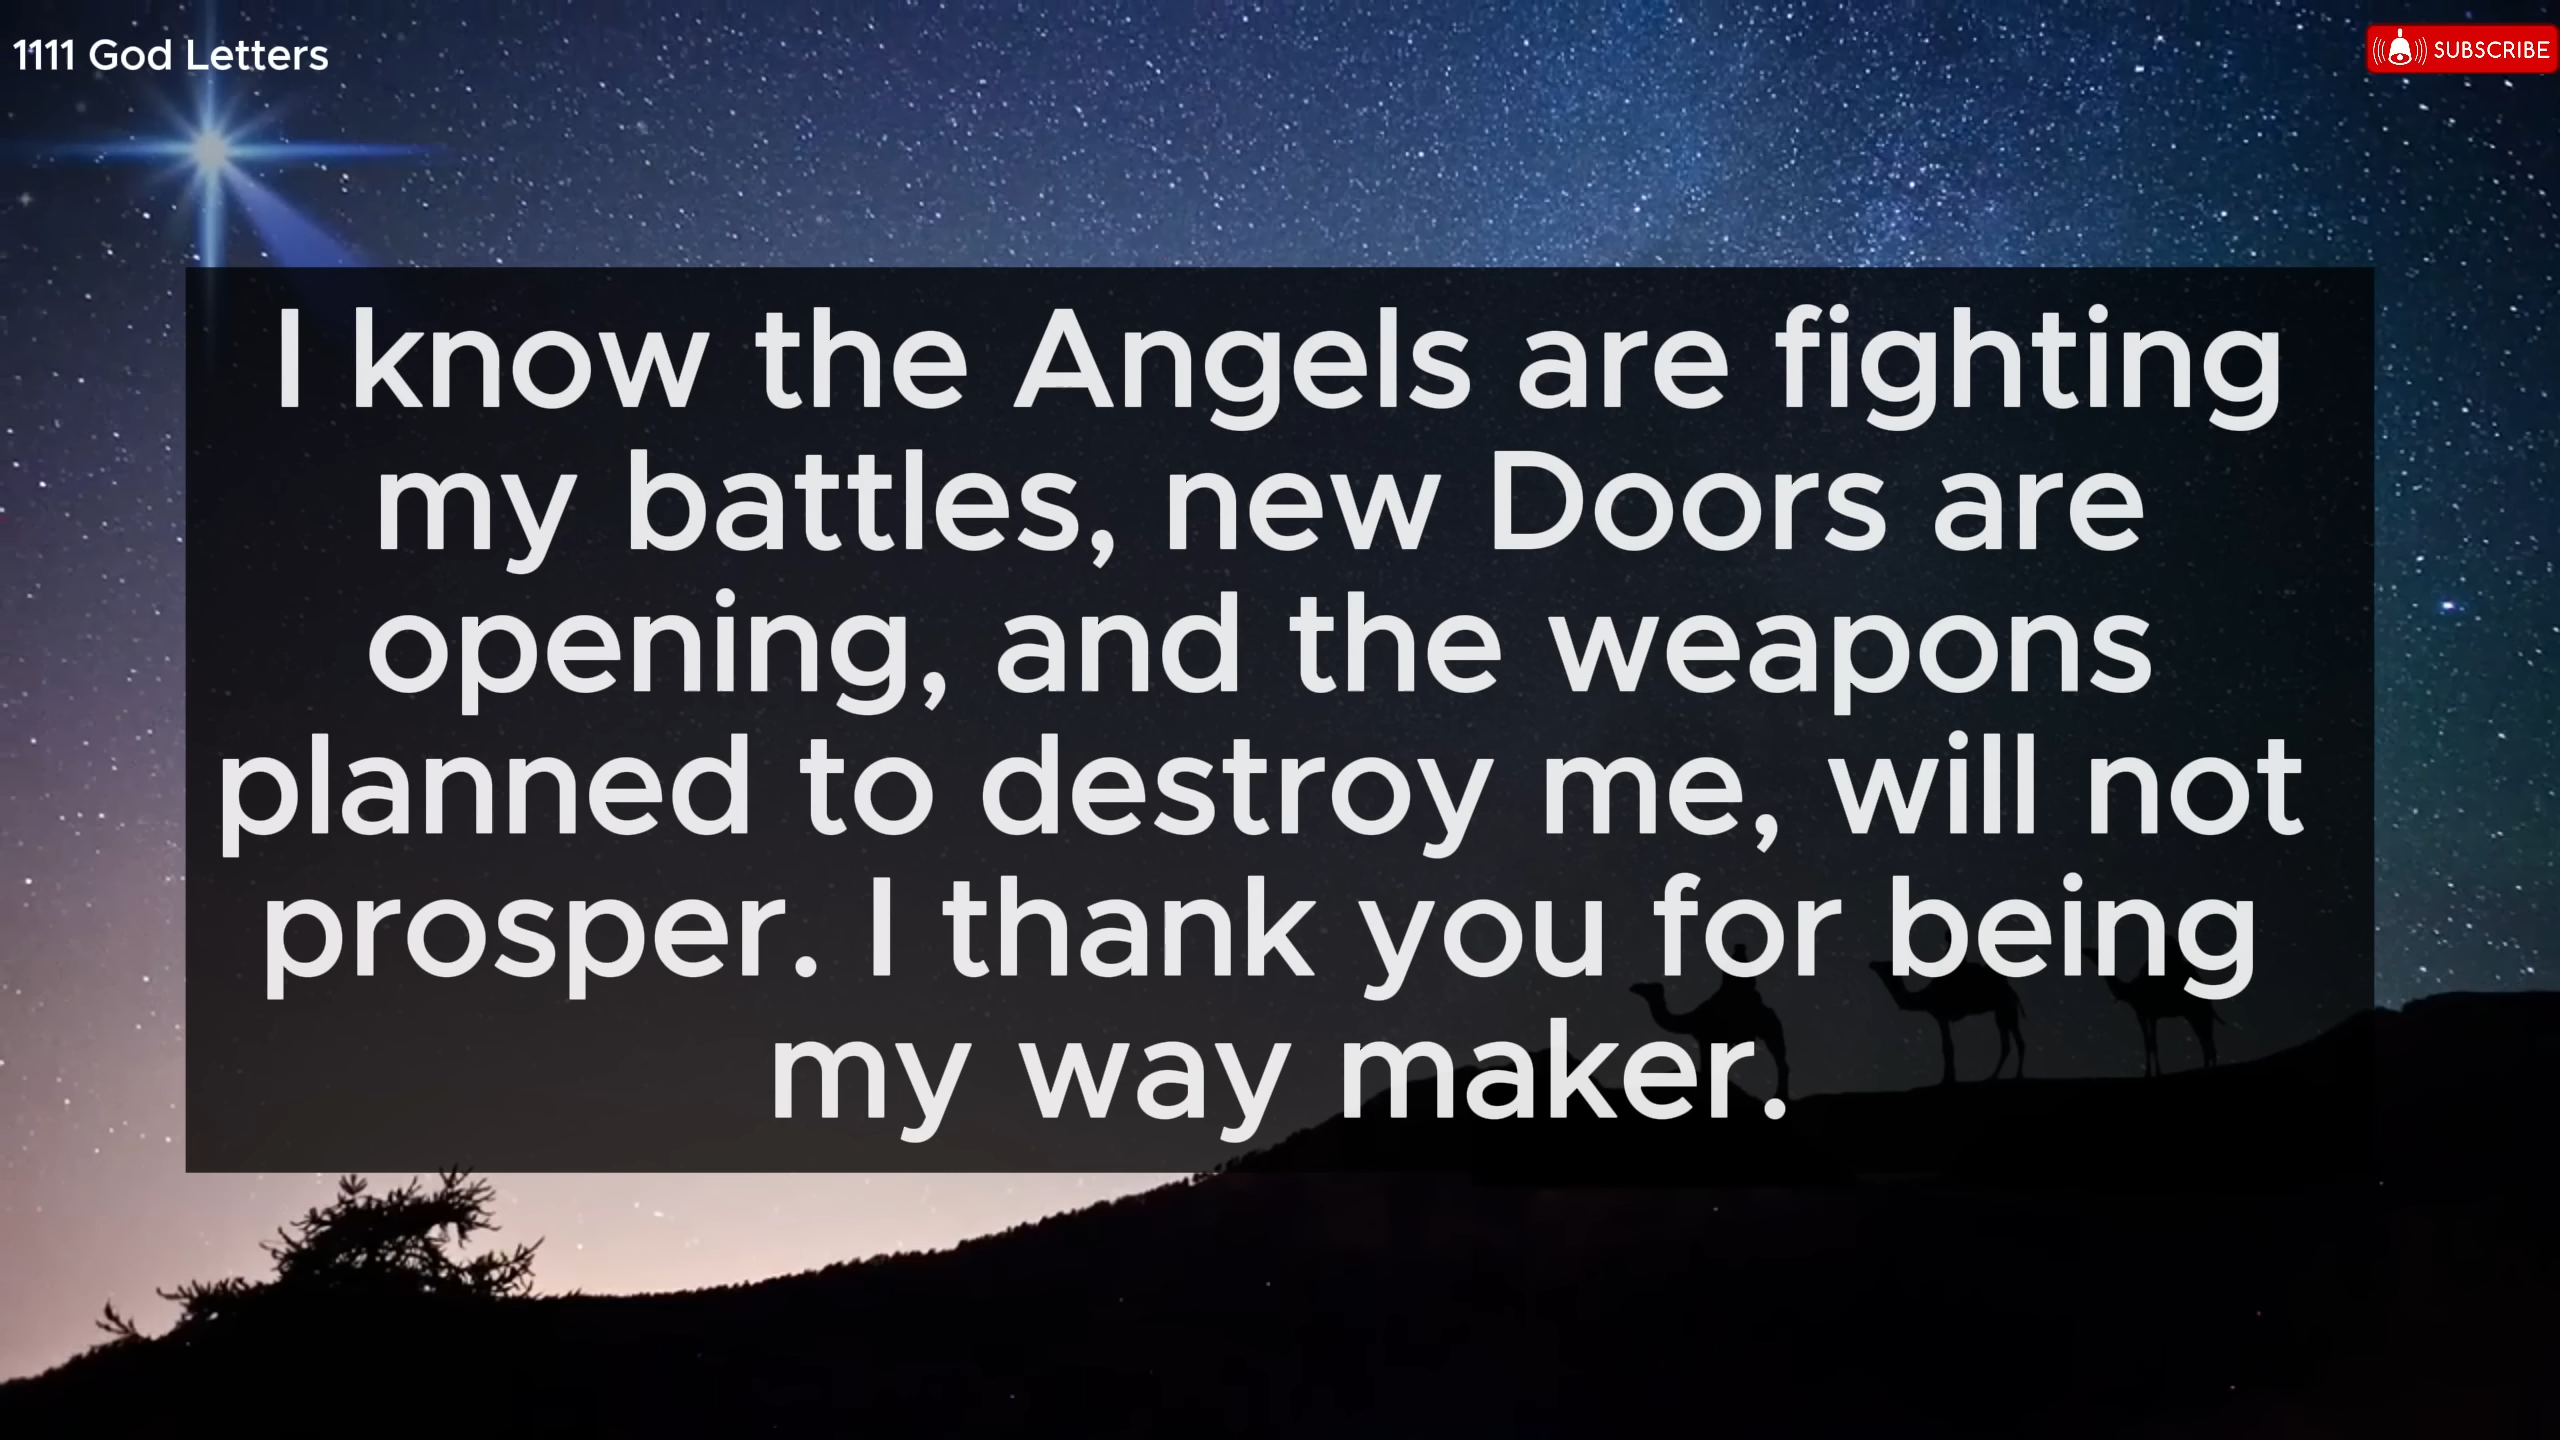 1111 God Letters
SUBSCRIBE
I know the Angels are fighting
my battles, new Doors are
opening, and the weapons
planned to destroy me, will not
prosper. I thank you for being
my way maker.